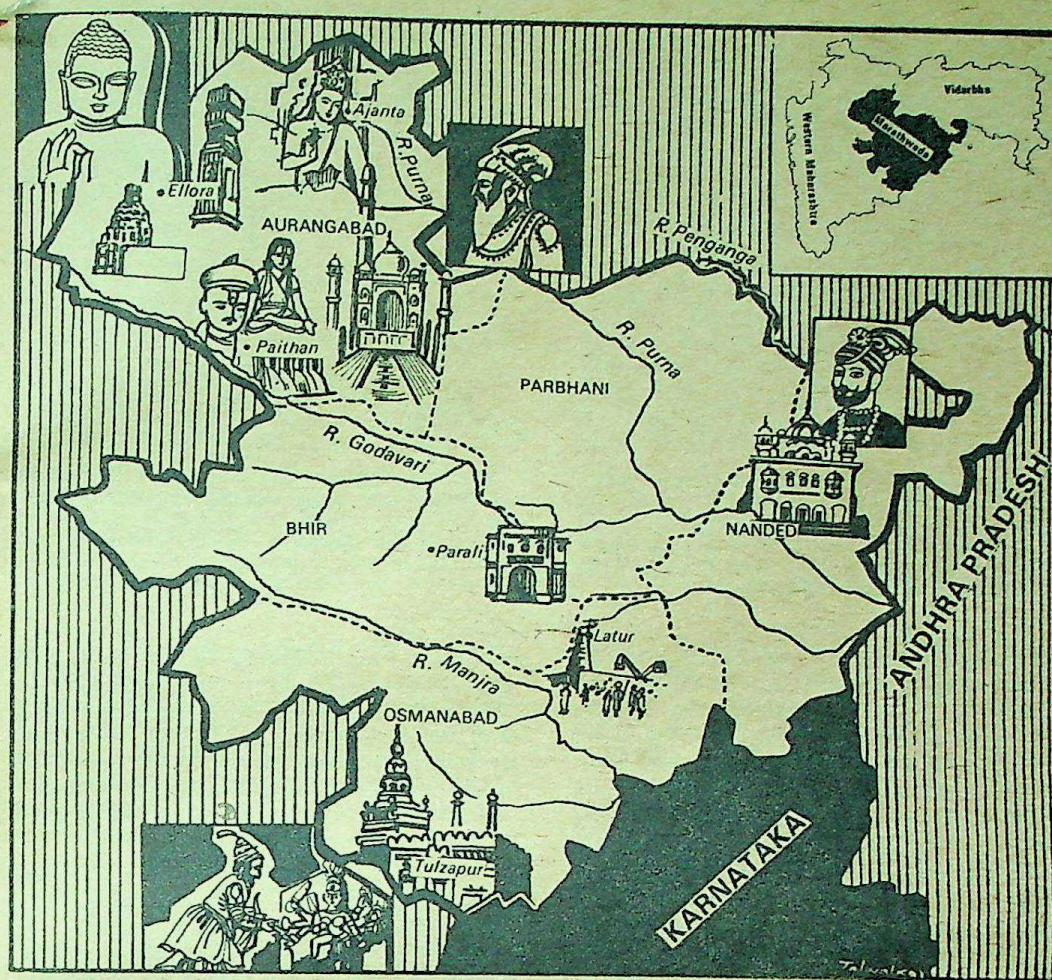 Vidarbha
Marathwada
Western Maharashtra
Ajanta
R. Purna
Ellora
AURANGABAD
R. Penganga
Paithan
R. Purna
PARBHANI
R. Godavari
BHIR
Parali
NANDED
ANDHRA PRADESH
Latur
R. Manjra
OSMANABAD
Tulzapur
KARNATAKA